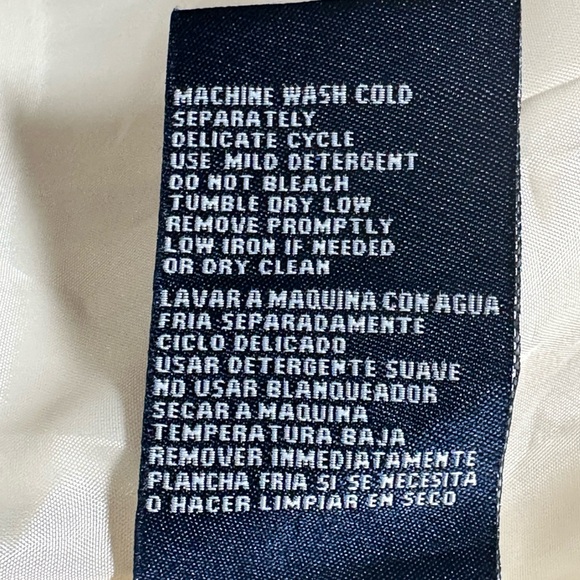 MACHINE WASH COLD
SEPARATELY
DELICATE CYCLE
USE MILD DETERGENT
DO NOT BLEACH
TUMBLE DRY LOW
REMOVE PROMPTLY
LOW IRON IF NEEDED
OR DRY CLEAN
LAVAR A MAQUINA CON AGUA
FRIA SEPARADAMENTE
CICLO DELICADO
USAR DETERGENTE SUAVE
NO USAR BLANQUEADOR
SECAR A MAQUINA
TEMPERATURA BAJA
REMOVER INMEDIATAMENTE
PLANCHA FRIA SI SE NECESITA
O HACER LIMPIAR EN SECO